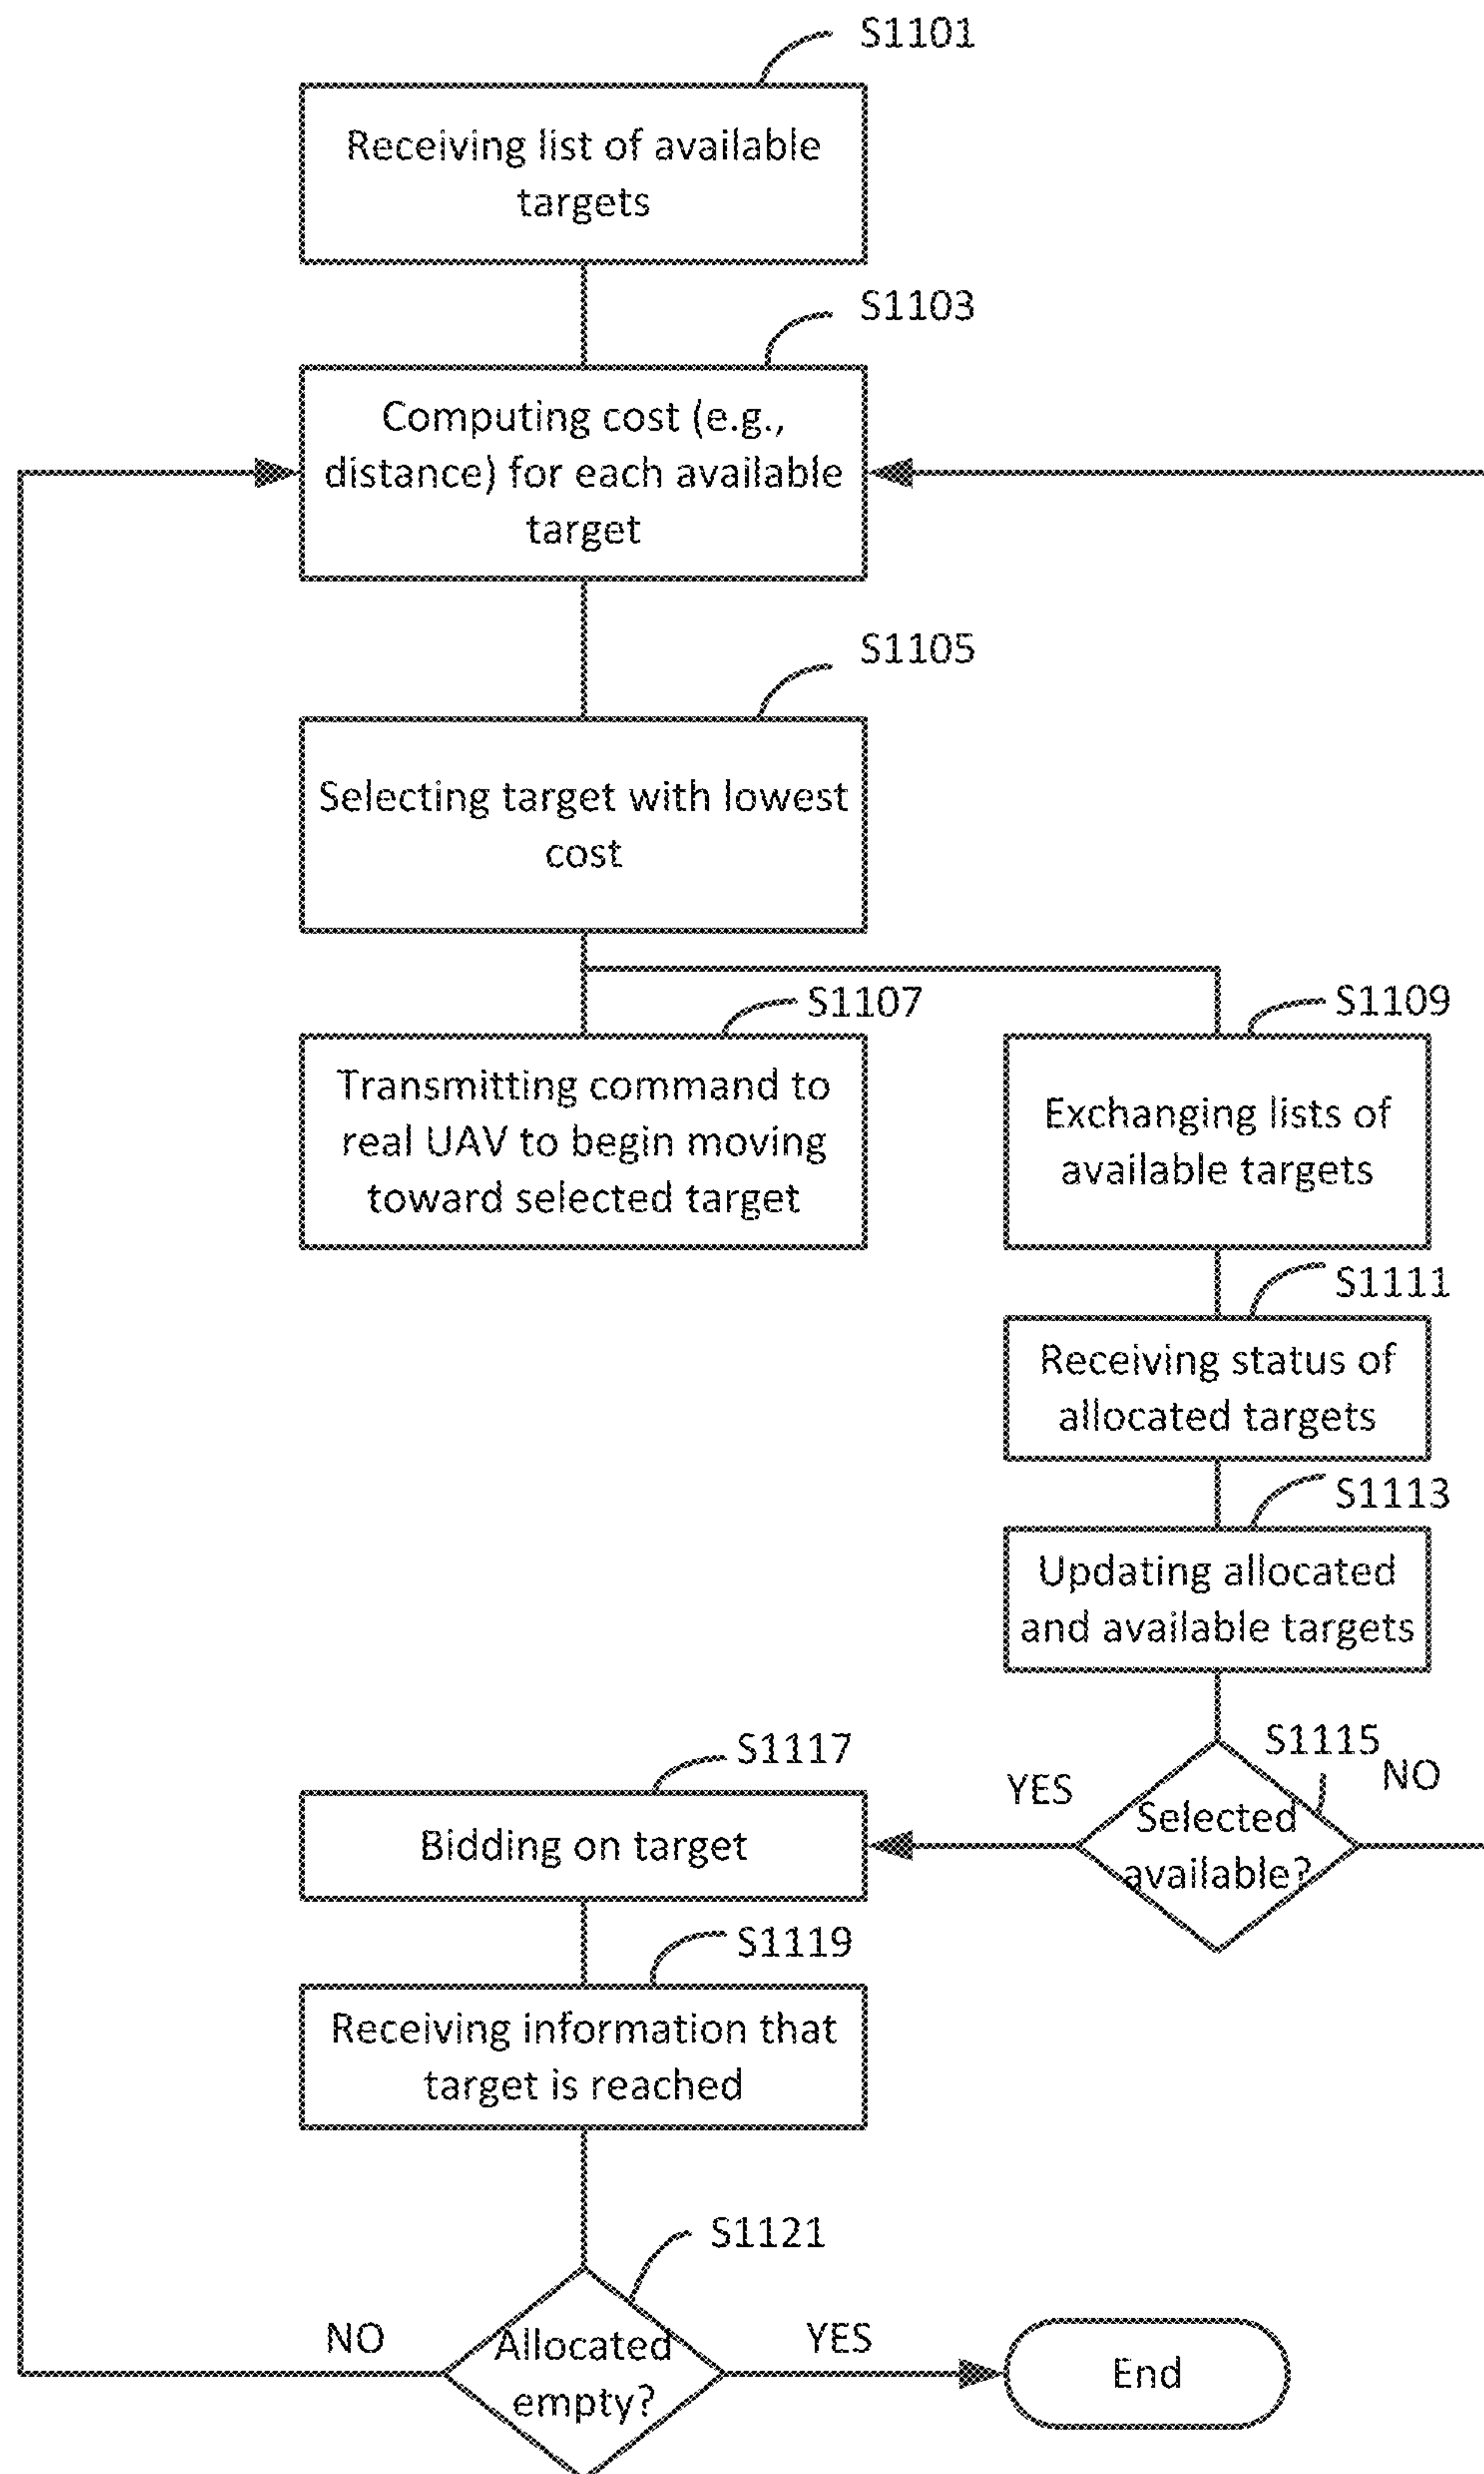 S1101
Receiving list of available
targets
S1103
Computing cost (e.g.,
distance) for each available
target
S1105
Selecting target with lowest
cost
S1107
Transmitting command to
real UAV to begin moving
toward selected target
S1109
Exchanging lists of
available targets
S1111
Receiving status of
allocated targets
S1113
Updating allocated
and available targets
S1115
YES
NO
Selected
available?
S1117
Bidding on target
S1119
Receiving information that
target is reached
S1121
NO
Allocated
empty?
YES
End